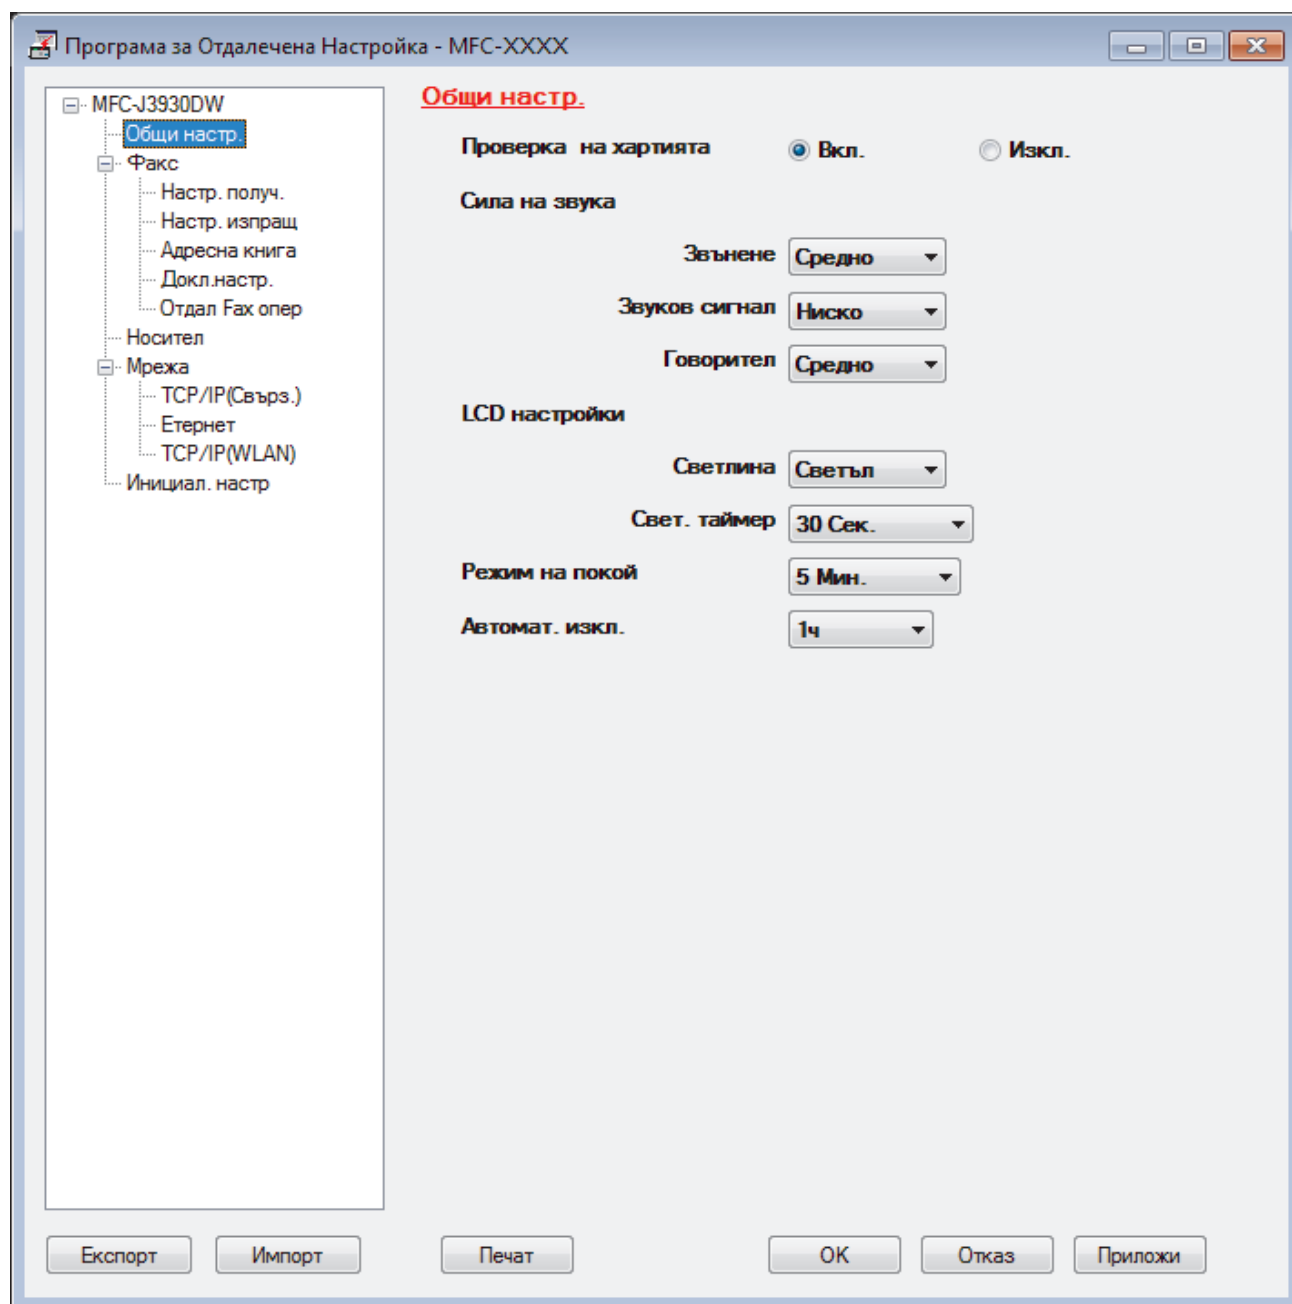 Програма за Отдалечена Настройка - MFC-XXXX
MFC-J3930DW
Общи настр.
Факс
Настр. получ.
Настр. изпращ
Адресна книга
Докл.настр.
Отдал Fax опер
Носител
Мрежа
TCP/IP(Свърз.)
Етернет
TCP/IP(WLAN)
Инициал. настр
Общи настр.
Проверка на хартията Вкл. Изкл.
Сила на звука
Звънене Средно
Звуков сигнал Ниско
Говорител Средно
LCD настройки
Светлина Светъл
Свет. таймер 30 Сек.
Режим на покой 5 Мин.
Автомат. изкл. 1ч
Експорт Импорт Печат OK Отказ Приложи